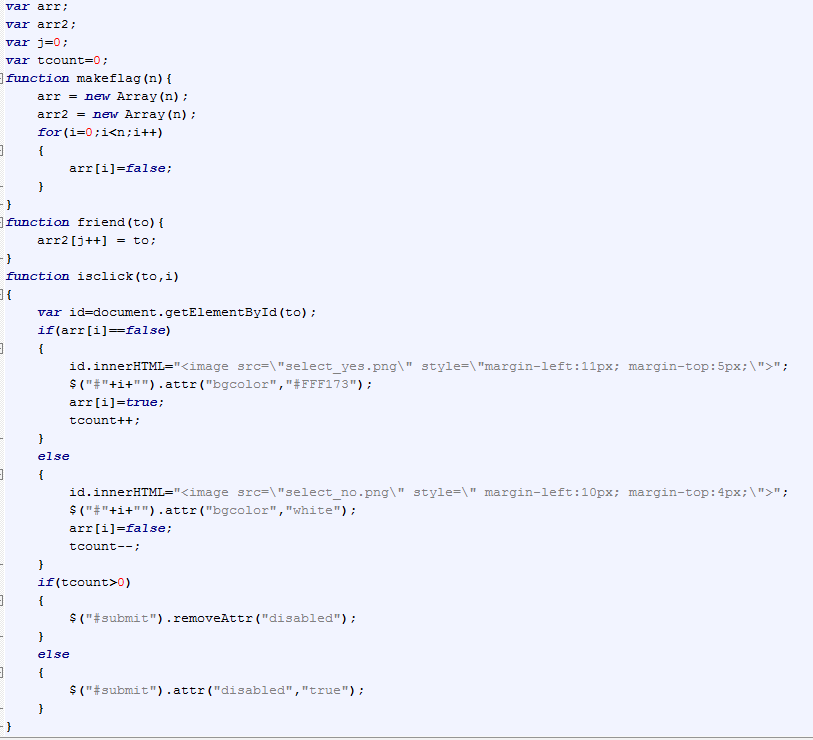 var arr;
var arr2;
var j=0;
var tcount=0;
function makeflag(n){
    arr = new Array(n);
    arr2 = new Array(n);
    for(i=0;i<n;i++)
    {
        arr[i]=false;
    }
}
function friend(to){
    arr2[j++] = to;
}
function isclick(to,i)
{
    var id=document.getElementById(to);
    if(arr[i]==false)
    {
        id.innerHTML="<image src=\"select_yes.png\" style=\"margin-left:11px; margin-top:5px;\">";
        $("#"+i+"").attr("bgcolor","#FFF173");
        arr[i]=true;
        tcount++;
    }
    else
    {
        id.innerHTML="<image src=\"select_no.png\" style=\" margin-left:10px; margin-top:4px;\">";
        $("#"+i+"").attr("bgcolor","white");
        arr[i]=false;
        tcount--;
    }
    if(tcount>0)
    {
        $("#submit").removeAttr("disabled");
    }
    else
    {
        $("#submit").attr("disabled","true");
    }
}